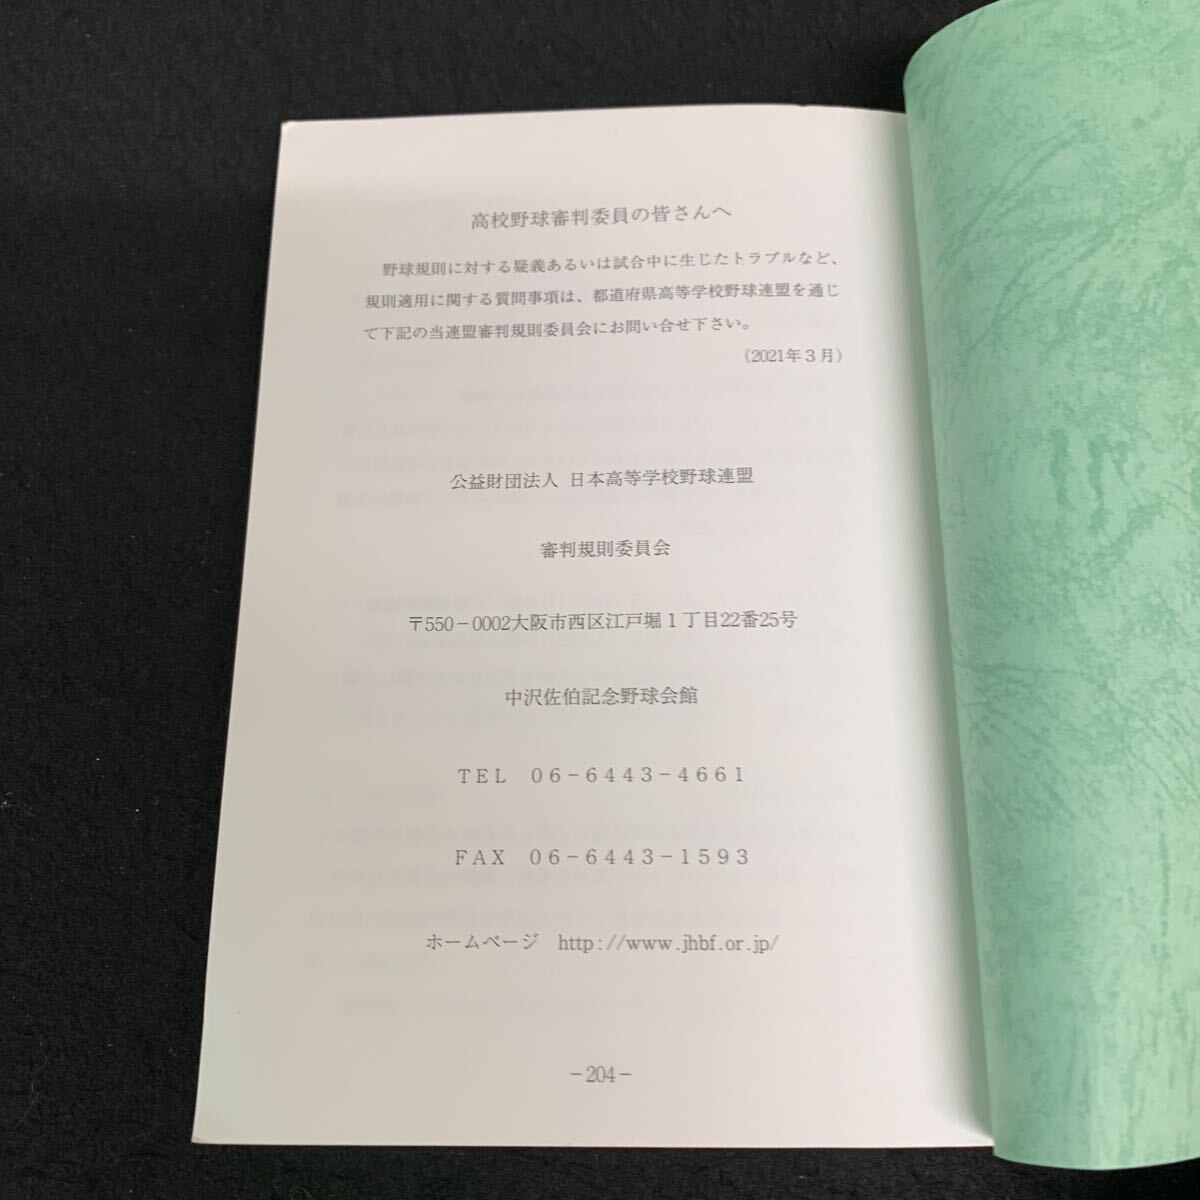 高校野球審判委員の皆さんへ
野球規則に対する疑義あるいは試合中に生じたトラブルなど、
規則適用に関する質問事項は、都道府県高等学校野球連盟を通じ
て下記の当連盟審判規則委員会にお問い合せ下さい。
（2021年３月）
公益財団法人 日本高等学校野球連盟
審判規則委員会
〒550－0002大阪市西区江戸堀１丁目22番25号
中沢佐伯記念野球会館
ＴＥＬ　０６－６４４３－４６６１
ＦＡＸ　０６－６４４３－１５９３
ホームページ　http://www.jhbf.or.jp/
－204－